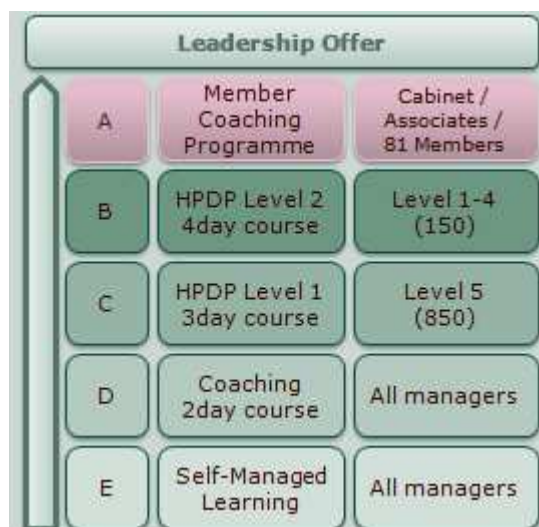 Leadership Offer
A
Member
Coaching
Programme
Cabinet /
Associates /
81 Members
B
HPDP Level 2
4day course
Level 1-4
(150)
C
HPDP Level 1
3day course
Level 5
(850)
D
Coaching
2day course
All managers
E
Self-Managed
Learning
All managers